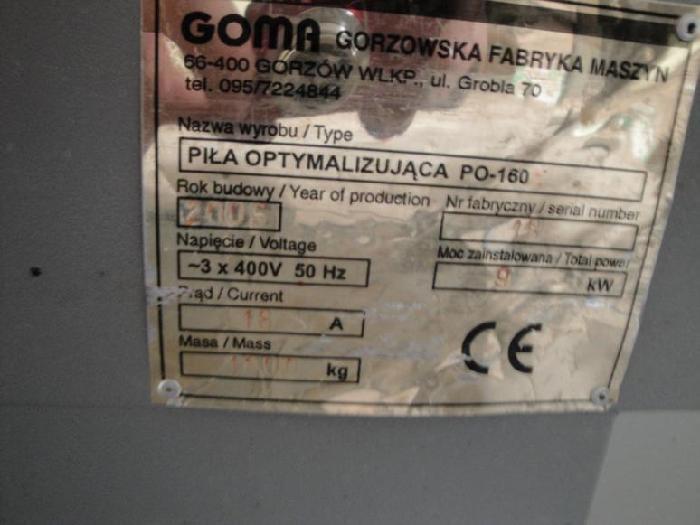 GOMA GORZOWSKA FABRYKA MASZYN
66-400 GORZÓW WLKP., ul. Grobla 70
tel. 095/7224844
Nazwa wyrobu / Type
PIŁA OPTYMALIZUJĄCA PO-160
Rok budowy / Year of production
Nr fabryczny / serial number
Napięcie / Voltage
~3 x 400V 50 Hz
Moc zainstalowana / Total power
9 kW
Prąd / Current
18 A
Masa / Mass
kg
CE